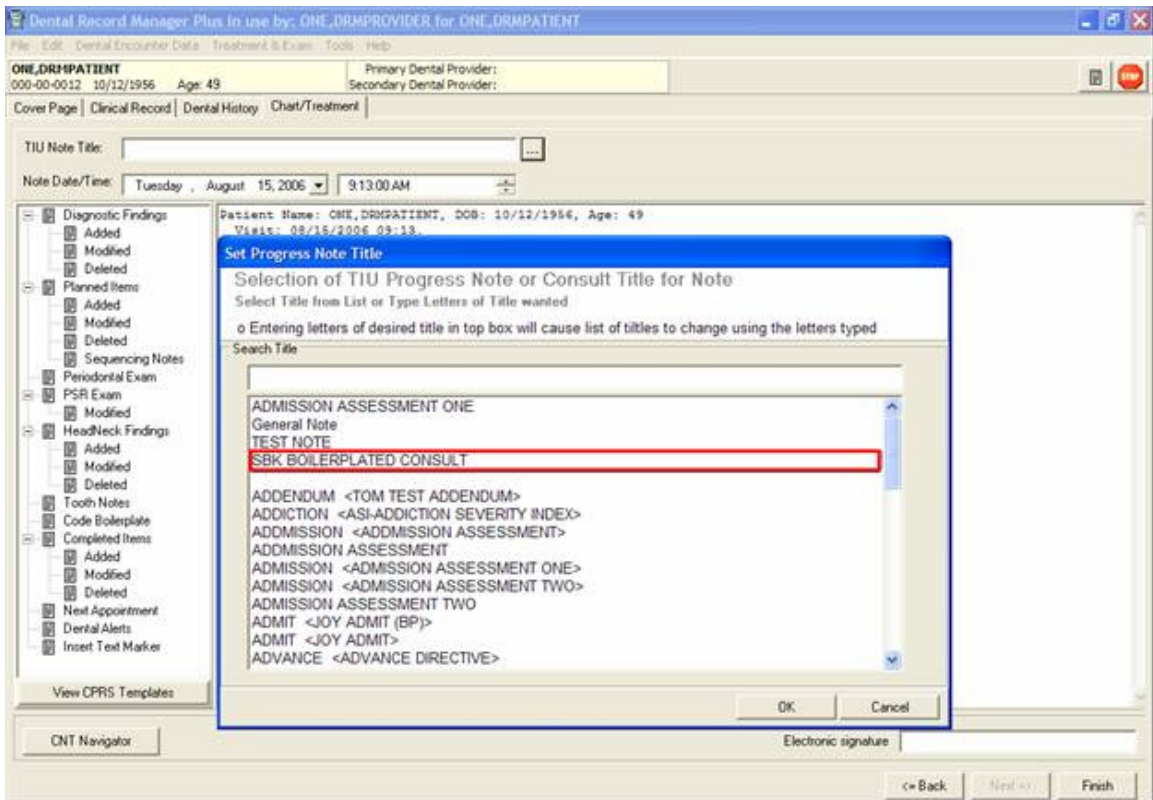 Dental Record Manager Plus in use by: ONE,DRMPROVIDER for ONE,DRMPATIENT
File Edit Dental Encounter Data Treatment & Exam Tools Help
ONE,DRMPATIENT Primary Dental Provider:
000-00-0012 10/12/1956 Age: 49 Secondary Dental Provider:
STOP
Cover Page Clinical Record Dental History Chart/Treatment
TIU Note Title: ...
Note Date/Time: Tuesday , August 15, 2006 9:13:00 AM
Diagnostic Findings
Added
Modified
Deleted
Planned Items
Added
Modified
Deleted
Sequencing Notes
Periodontal Exam
PSR Exam
Modified
HeadNeck Findings
Added
Modified
Deleted
Tooth Notes
Code Boilerplate
Completed Items
Added
Modified
Deleted
Next Appointment
Dental Alerts
Insert Text Marker
View CPRS Templates
Patient Name: ONE,DRMPATIENT, DOB: 10/12/1956, Age: 49
Visit: 08/15/2006 09:13.
Set Progress Note Title
Selection of TIU Progress Note or Consult Title for Note
Select Title from List or Type Letters of Title wanted
o Entering letters of desired title in top box will cause list of tiltles to change using the letters typed
Search Title
ADMISSION ASSESSMENT ONE
General Note
TEST NOTE
SBK BOILERPLATED CONSULT
ADDENDUM <TOM TEST ADDENDUM>
ADDICTION <ASI-ADDICTION SEVERITY INDEX>
ADDMISSION <ADDMISSION ASSESSMENT>
ADDMISSION ASSESSMENT
ADMISSION <ADMISSION ASSESSMENT ONE>
ADMISSION <ADMISSION ASSESSMENT TWO>
ADMISSION ASSESSMENT TWO
ADMIT <JOY ADMIT (BP)>
ADMIT <JOY ADMIT>
ADVANCE <ADVANCE DIRECTIVE>
OK Cancel
CNT Navigator Electronic signature
<= Back Next => Finish